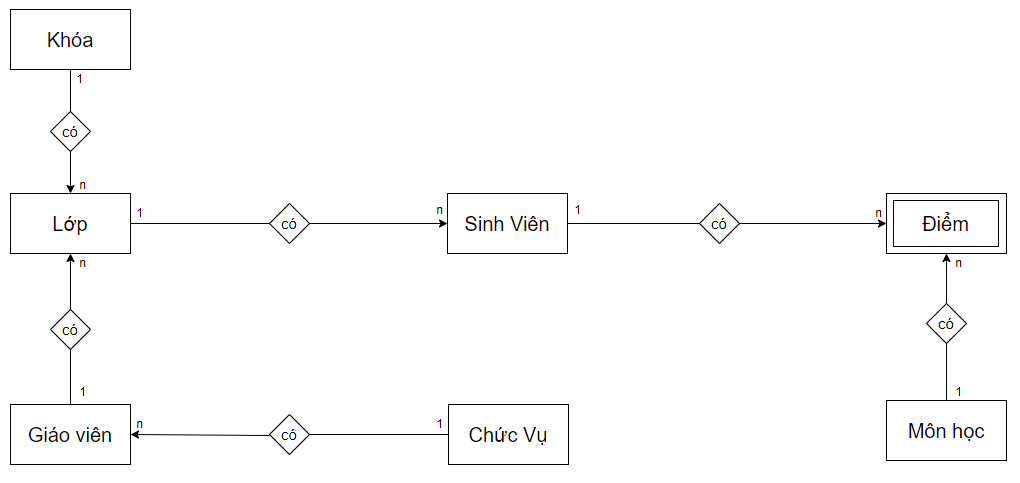 Khóa
1
có
n
Lớp
1
có
n
Sinh Viên
1
có
n
Điểm
n
có
1
n
có
1
Giáo viên
n
có
1
Chức Vụ
Môn học